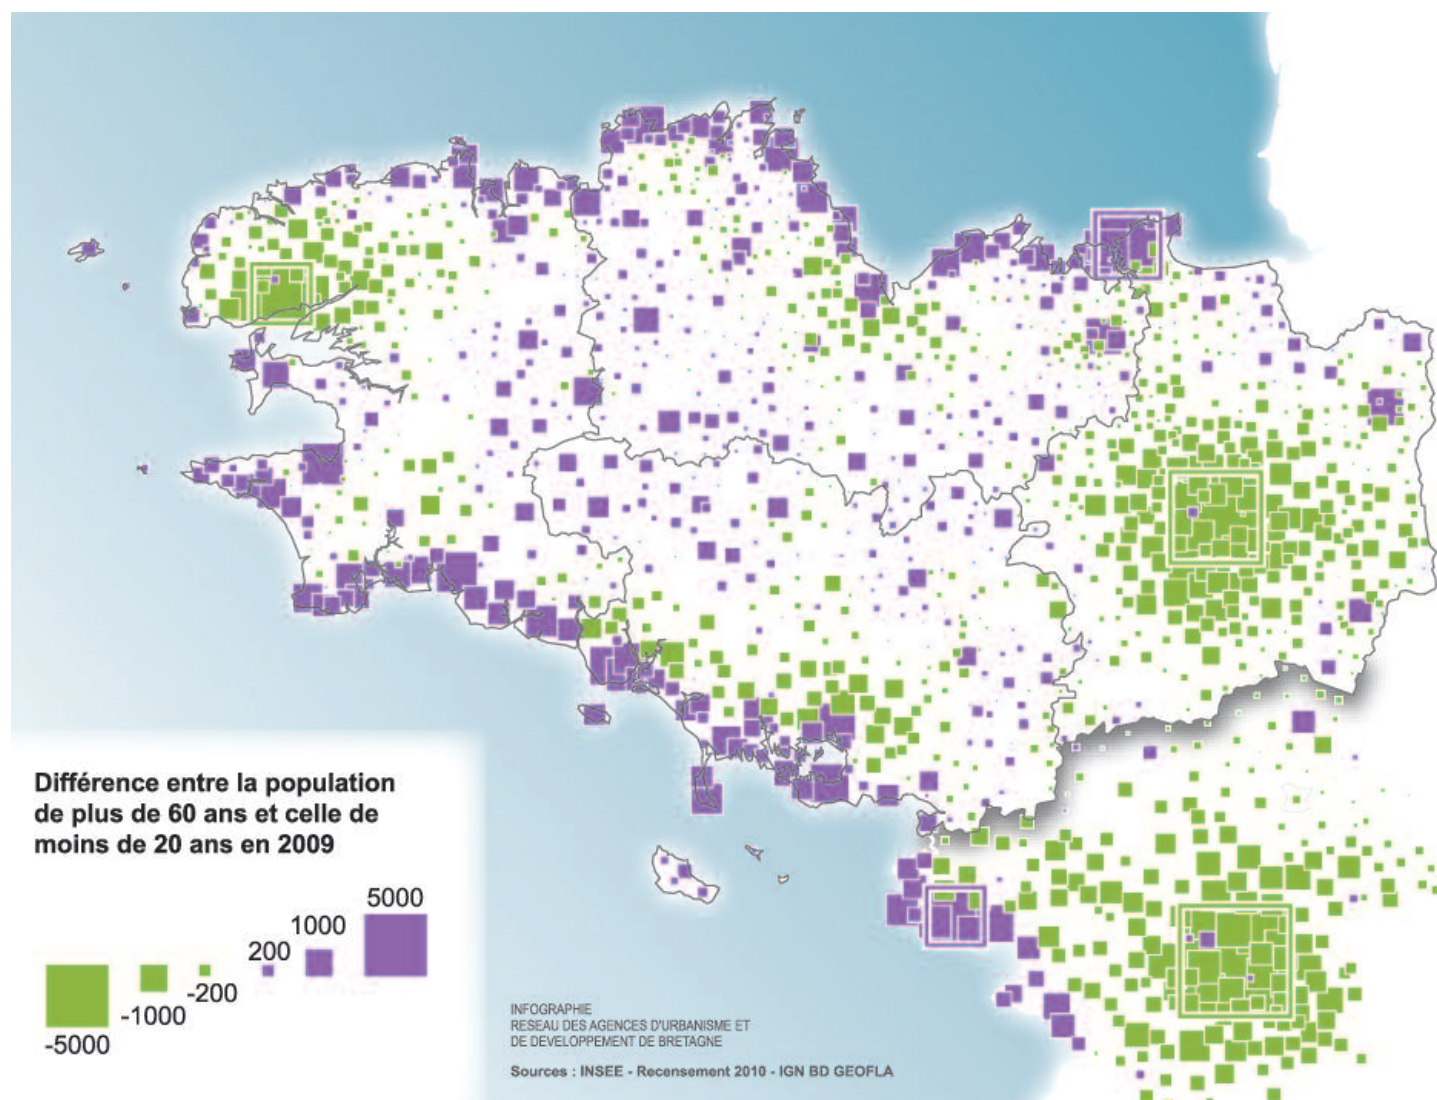 Différence entre la population
de plus de 60 ans et celle de
moins de 20 ans en 2009
5000
1000
200
-200
-1000
-5000
INFOGRAPHIE
RESEAU DES AGENCES D'URBANISME ET
DE DEVELOPPEMENT DE BRETAGNE
Sources : INSEE - Recensement 2010 - IGN BD GEOFLA